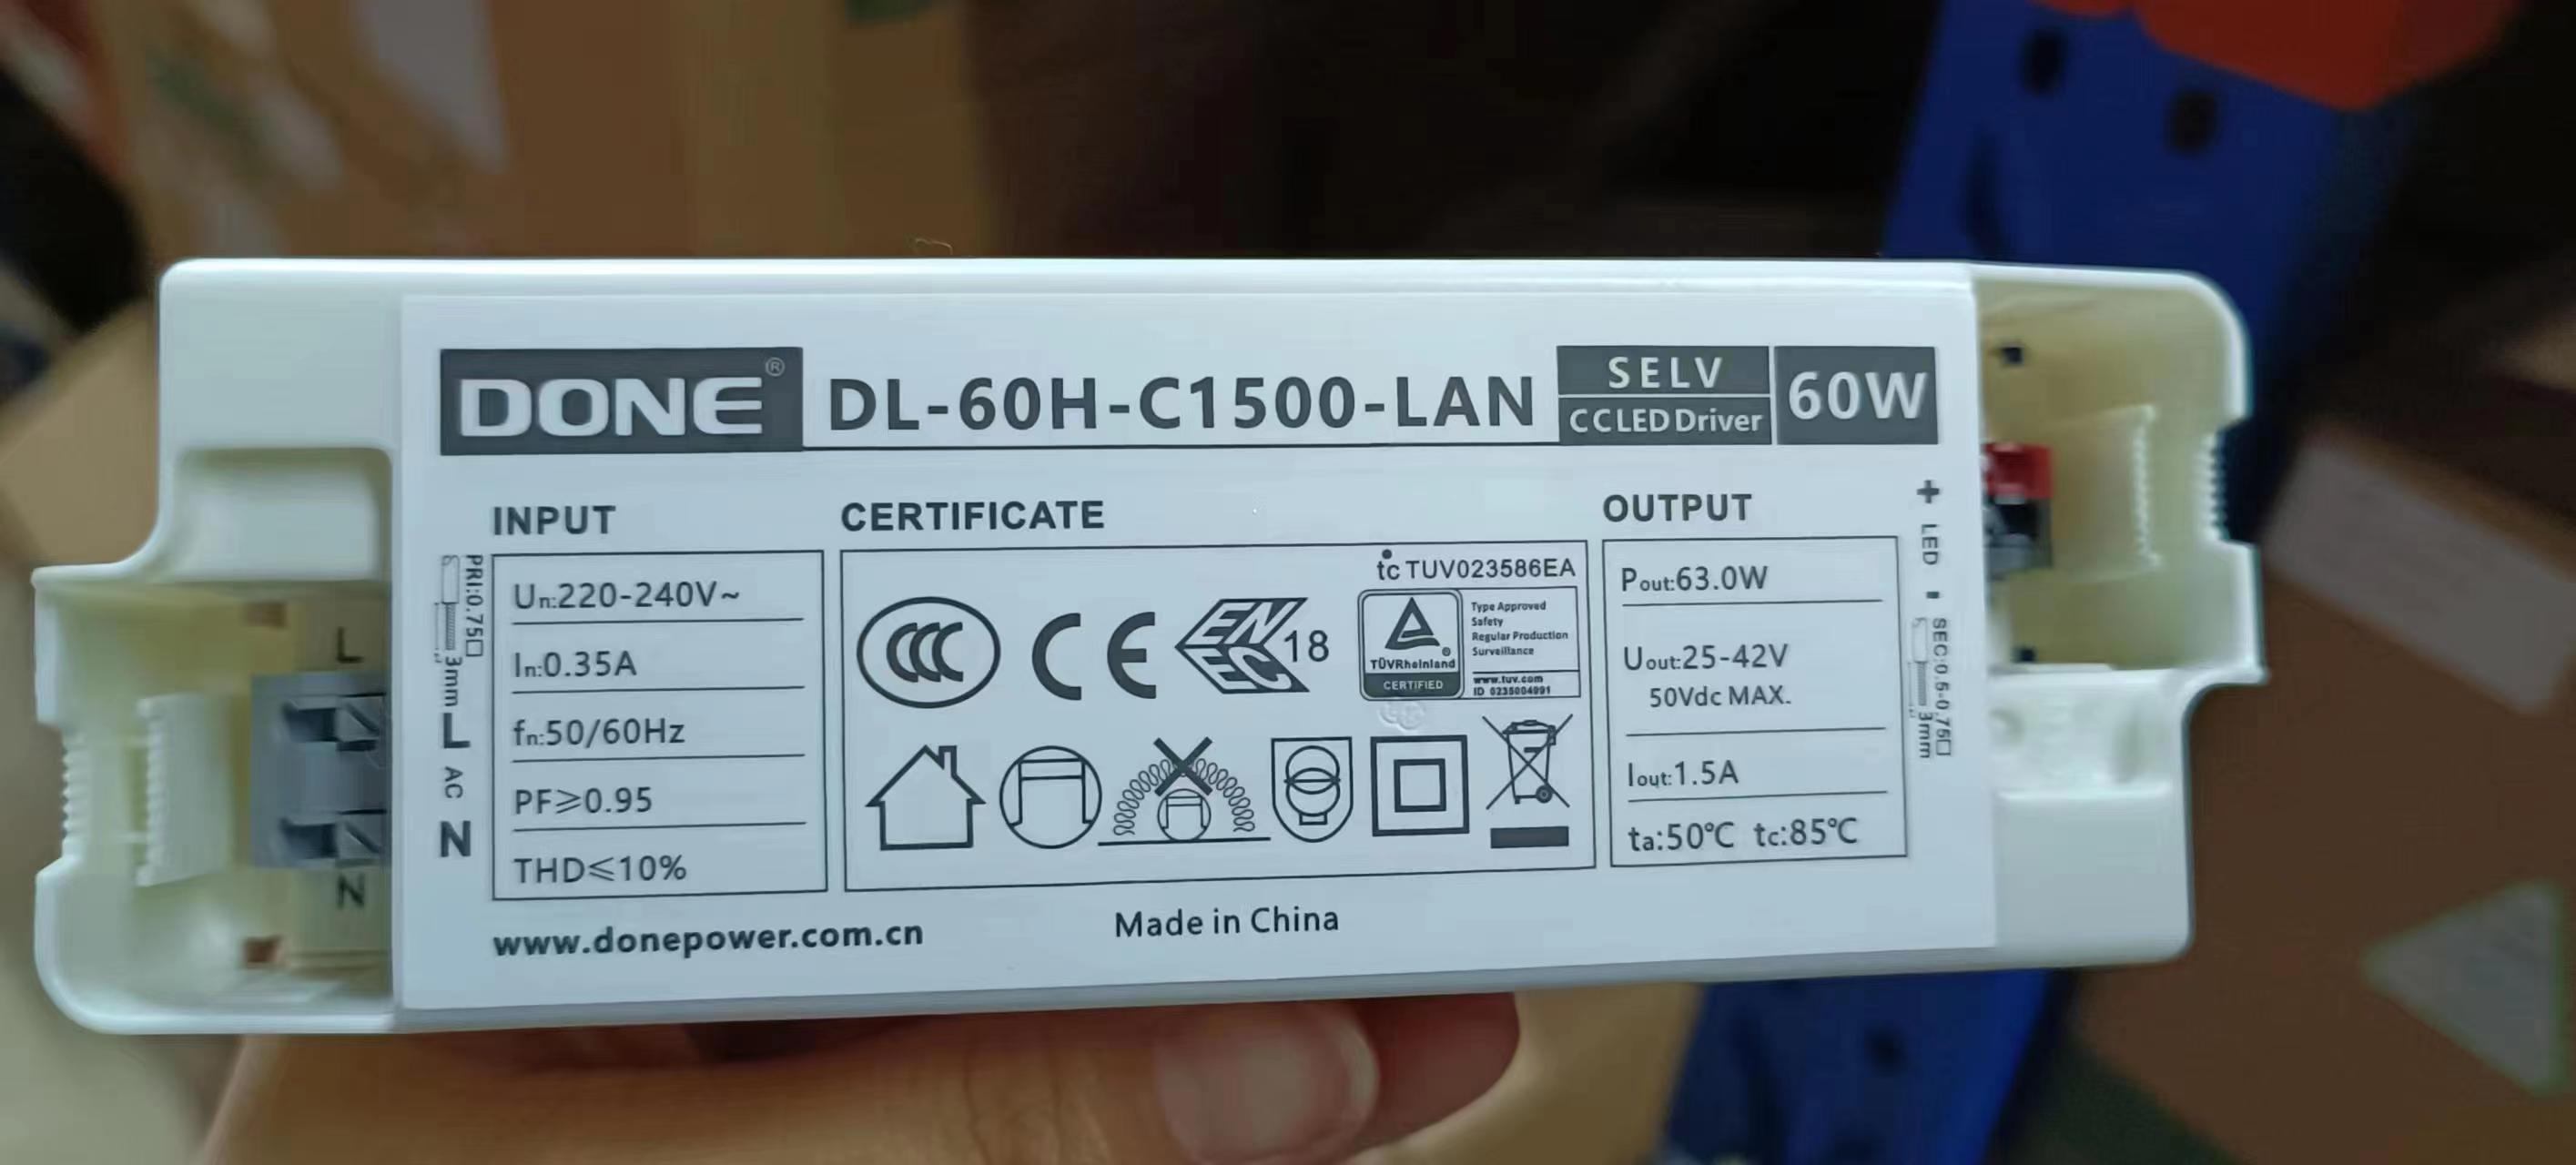 DONE®
DL-60H-C1500-LAN
SELV
CC LED Driver
60W
INPUT
Un:220-240V~
In:0.35A
fn:50/60Hz
PF≥0.95
THD≤10%
PRI:0.75□
3mm
L
AC
N
L
N
CERTIFICATE
CCC
CE
ENEC
18
tc TUV023586EA
TÜVRheinland
®
CERTIFIED
Type Approved
Safety
Regular Production
Surveillance
www.tuv.com
ID 0235004991
OUTPUT
Pout:63.0W
Uout:25-42V
50Vdc MAX.
Iout:1.5A
ta:50℃ tc:85℃
+
LED
-
SEC:0.5-0.75□
3mm
www.donepower.com.cn
Made in China